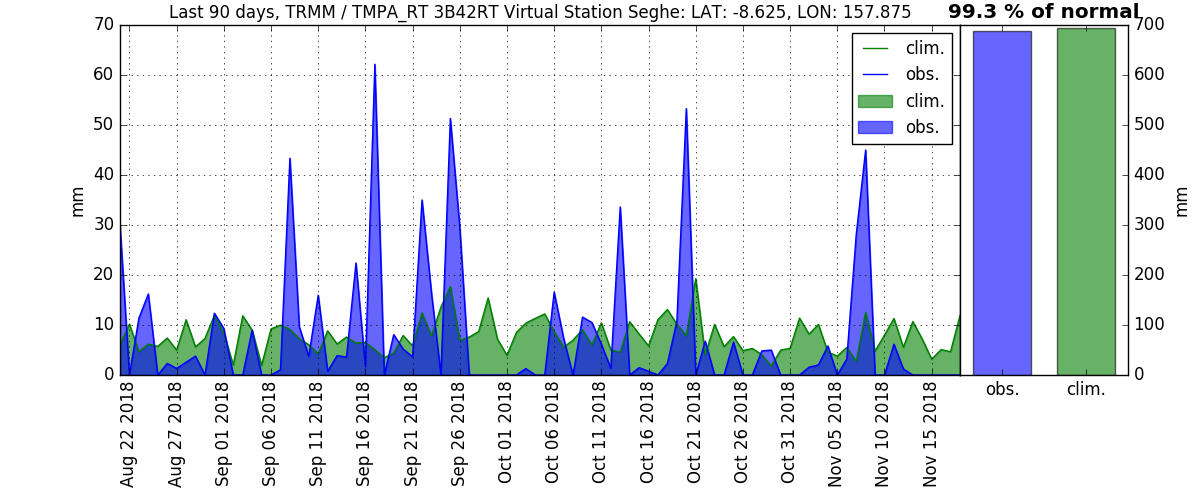 Last 90 days, TRMM / TMPA_RT 3B42RT Virtual Station Seghe: LAT: -8.625, LON: 157.875
99.3 % of normal
70
60
50
40
30
20
10
0
mm
clim.
obs.
clim.
obs.
Aug 22 2018
Aug 27 2018
Sep 01 2018
Sep 06 2018
Sep 11 2018
Sep 16 2018
Sep 21 2018
Sep 26 2018
Oct 01 2018
Oct 06 2018
Oct 11 2018
Oct 16 2018
Oct 21 2018
Oct 26 2018
Oct 31 2018
Nov 05 2018
Nov 10 2018
Nov 15 2018
700
600
500
400
300
200
100
0
mm
obs.
clim.